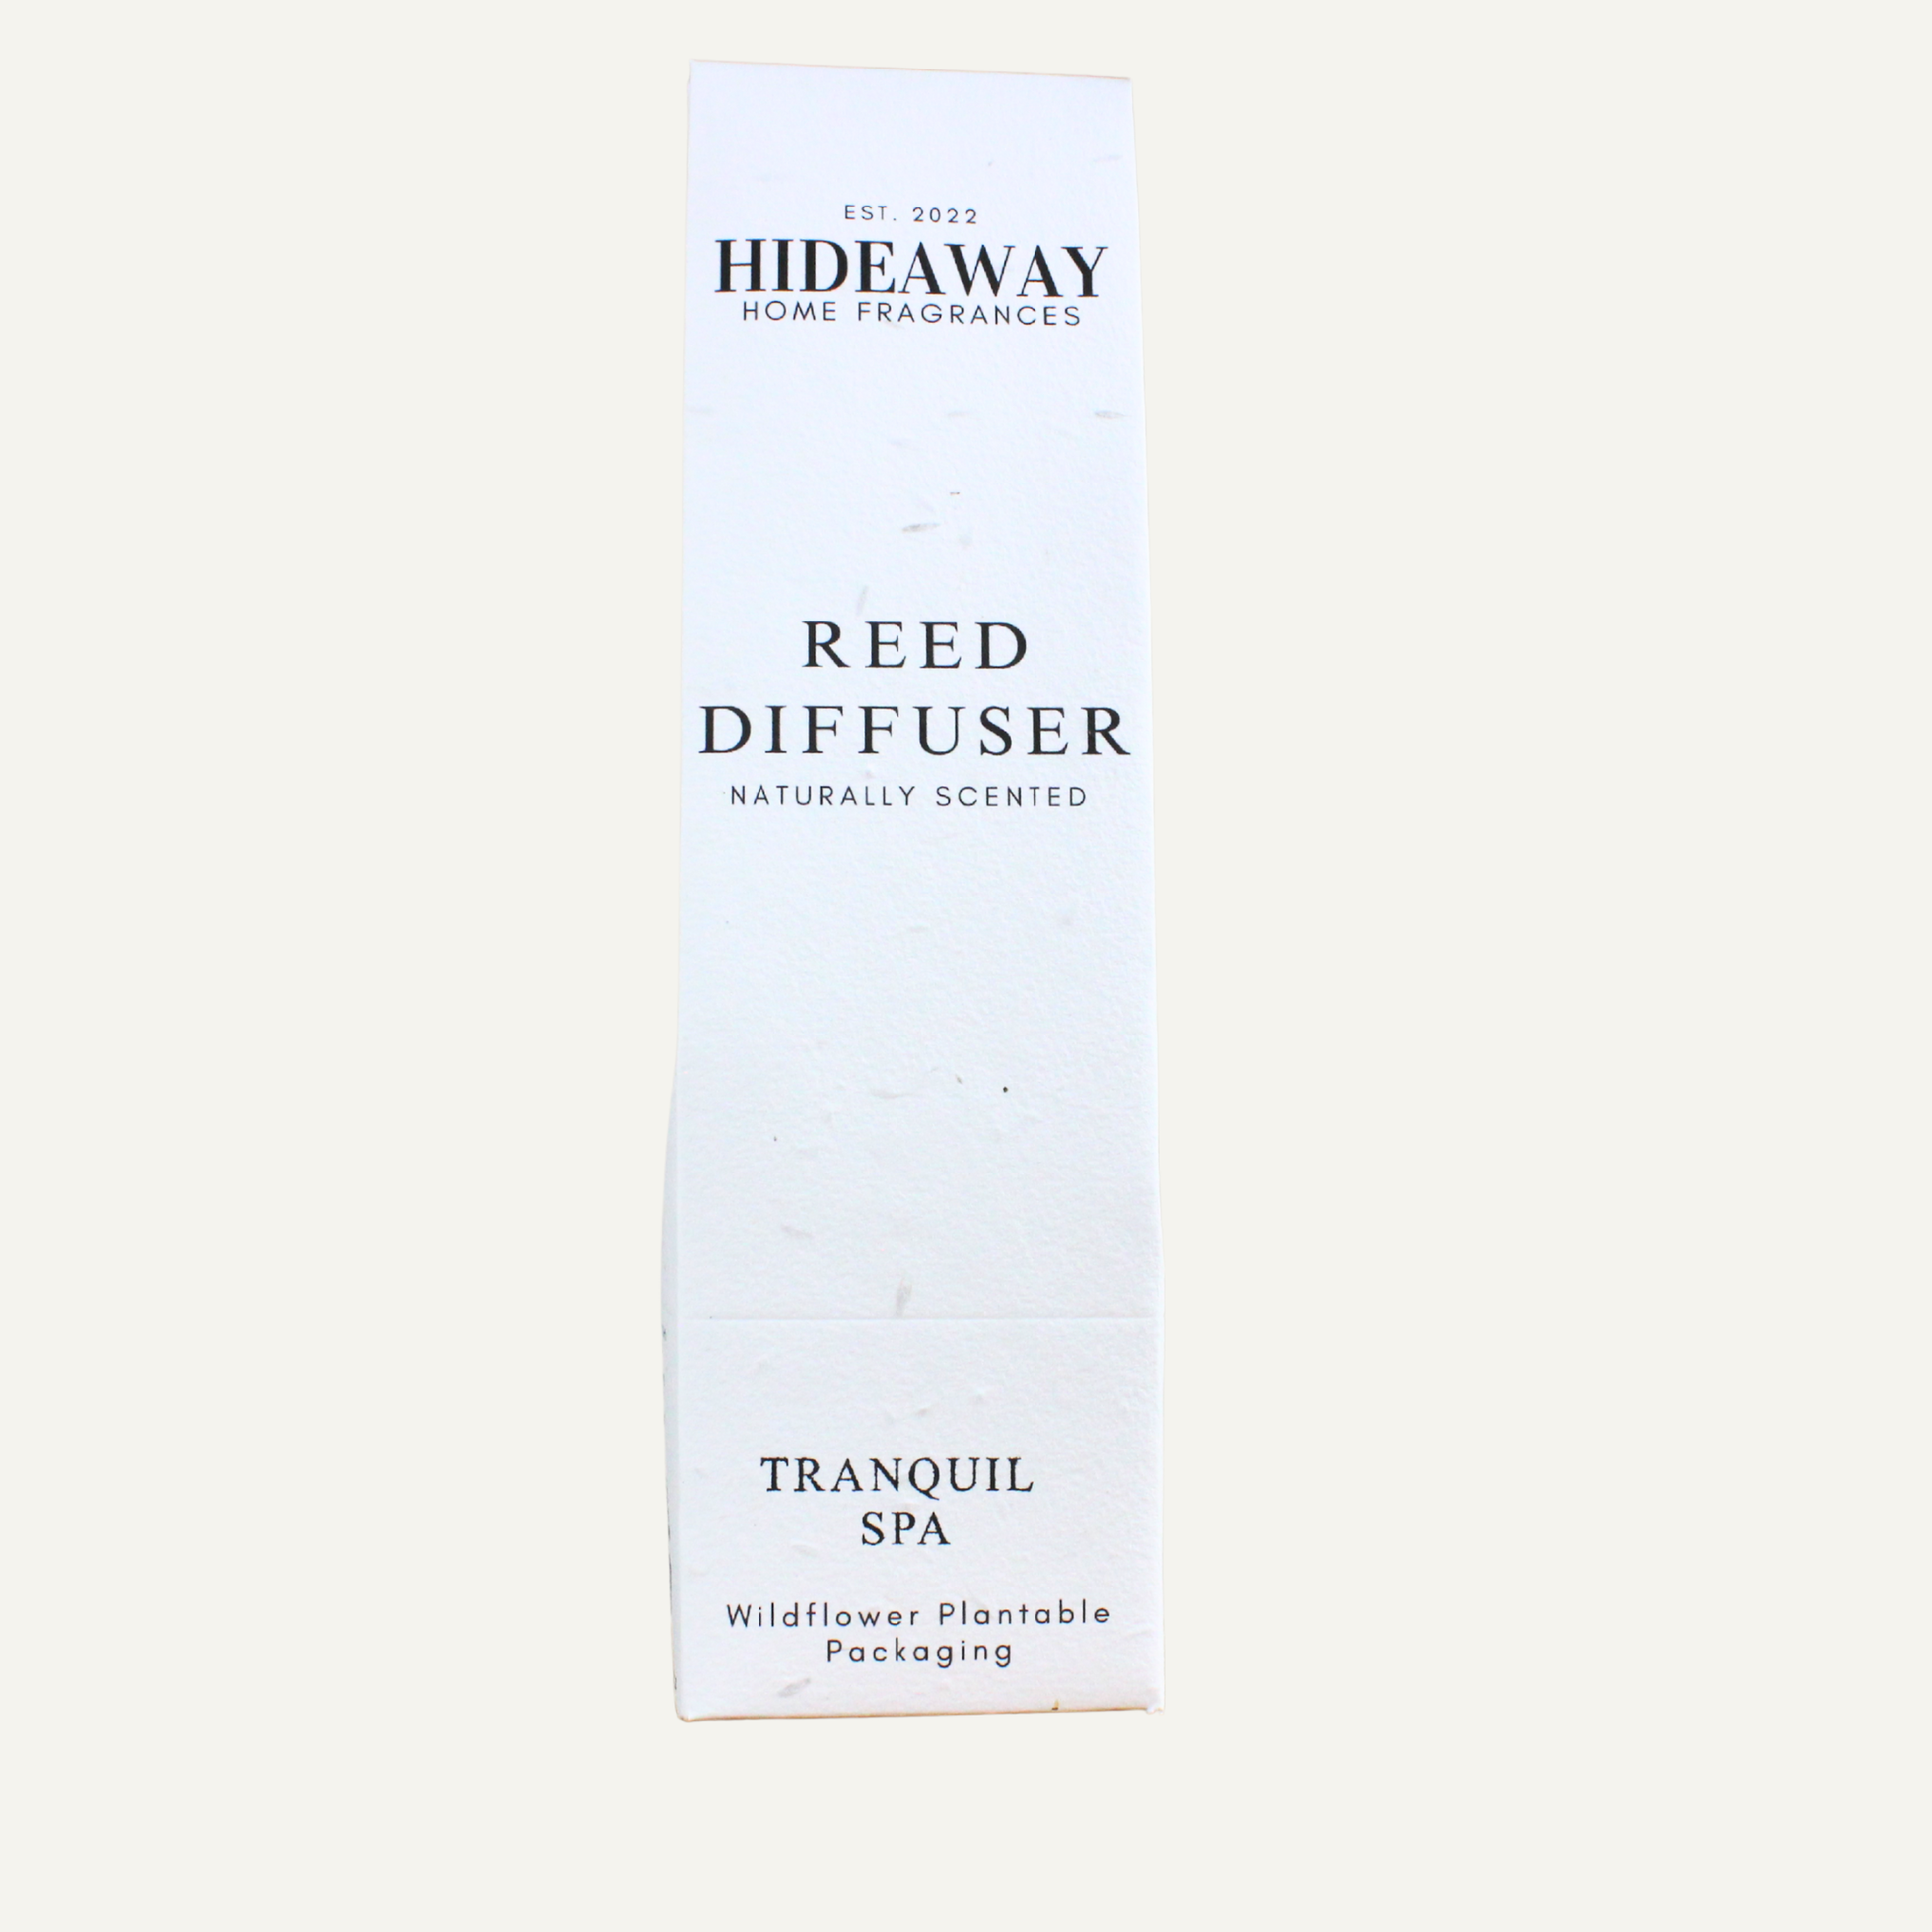 EST. 2022
HIDEAWAY
HOME FRAGRANCES
REED
DIFFUSER
NATURALLY SCENTED
TRANQUIL
SPA
Wildflower Plantable
Packaging